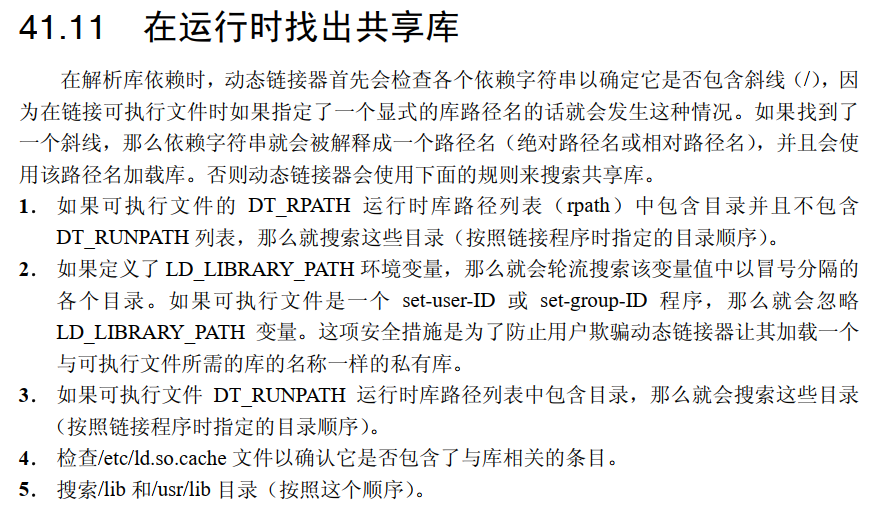 41.11 在运行时找出共享库
在解析库依赖时，动态链接器首先会检查各个依赖字符串以确定它是否包含斜线（/），因
为在链接可执行文件时如果指定了一个显式的库路径名的话就会发生这种情况。如果找到了
一个斜线，那么依赖字符串就会被解释成一个路径名（绝对路径名或相对路径名），并且会使
用该路径名加载库。否则动态链接器会使用下面的规则来搜索共享库。
1． 如果可执行文件的 DT_RPATH 运行时库路径列表（rpath）中包含目录并且不包含
DT_RUNPATH 列表，那么就搜索这些目录（按照链接程序时指定的目录顺序）。
2． 如果定义了 LD_LIBRARY_PATH 环境变量，那么就会轮流搜索该变量值中以冒号分隔的
各个目录。如果可执行文件是一个 set-user-ID 或 set-group-ID 程序，那么就会忽略
LD_LIBRARY_PATH 变量。这项安全措施是为了防止用户欺骗动态链接器让其加载一个
与可执行文件所需的库的名称一样的私有库。
3． 如果可执行文件 DT_RUNPATH 运行时库路径列表中包含目录，那么就会搜索这些目录
（按照链接程序时指定的目录顺序）。
4． 检查/etc/ld.so.cache 文件以确认它是否包含了与库相关的条目。
5． 搜索/lib 和/usr/lib 目录（按照这个顺序）。